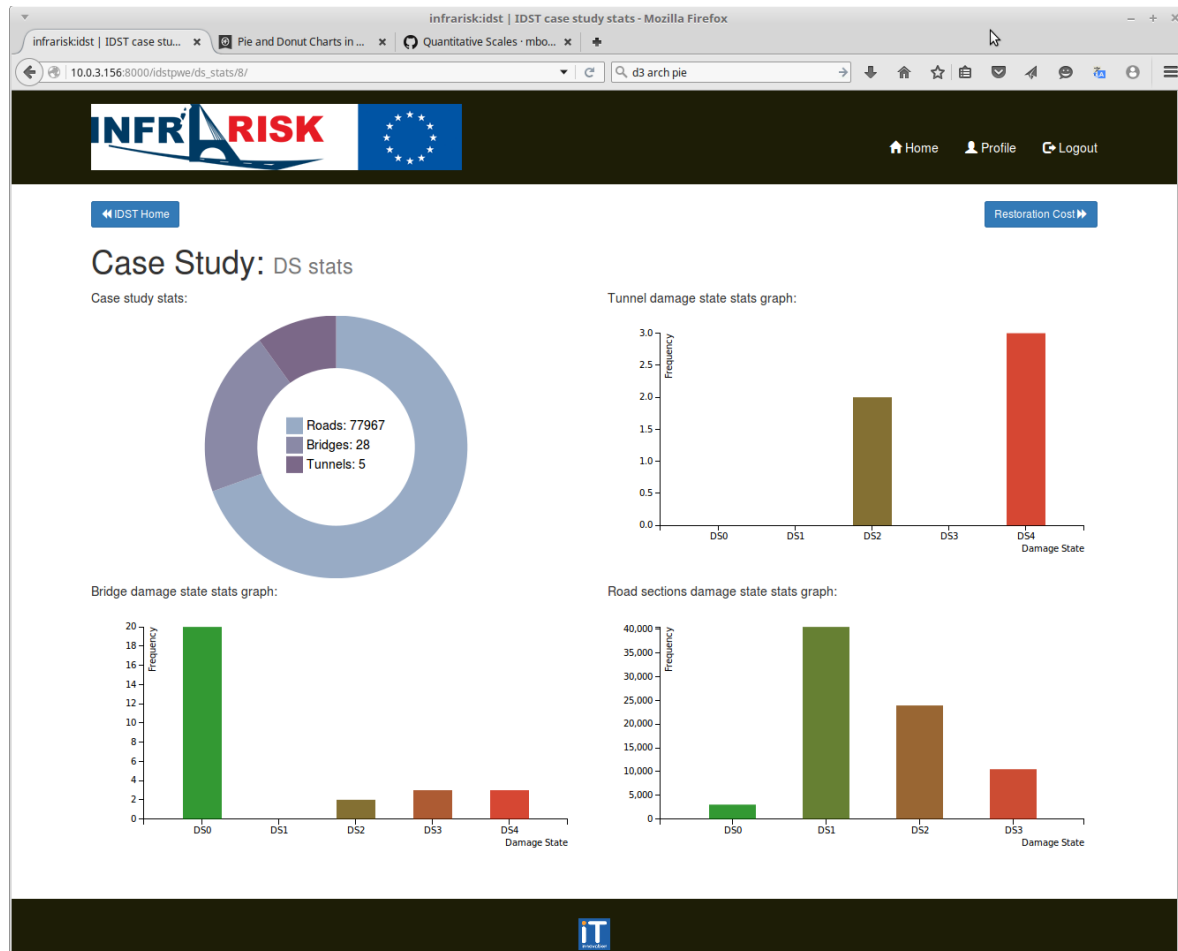 infrarisk:idst | IDST case study stats - Mozilla Firefox
infrarisk:idst | IDST case stu...
Pie and Donut Charts in ...
Quantitative Scales · mbo...
10.0.3.156:8000/idstpwe/ds_stats/8/
d3 arch pie
INFRARISK
Home
Profile
Logout
IDST Home
Restoration Cost
Case Study: DS stats
Case study stats:
Roads: 77967
Bridges: 28
Tunnels: 5
Tunnel damage state stats graph:
3.0
2.5
2.0
1.5
1.0
0.5
0.0
Frequency
DS0 DS1 DS2 DS3 DS4
Damage State
Bridge damage state stats graph:
20
18
16
14
12
10
8
6
4
2
0
Frequency
DS0 DS1 DS2 DS3 DS4
Damage State
Road sections damage state stats graph:
40,000
35,000
30,000
25,000
20,000
15,000
10,000
5,000
0
Frequency
DS0 DS1 DS2 DS3
Damage State
iT
innovation